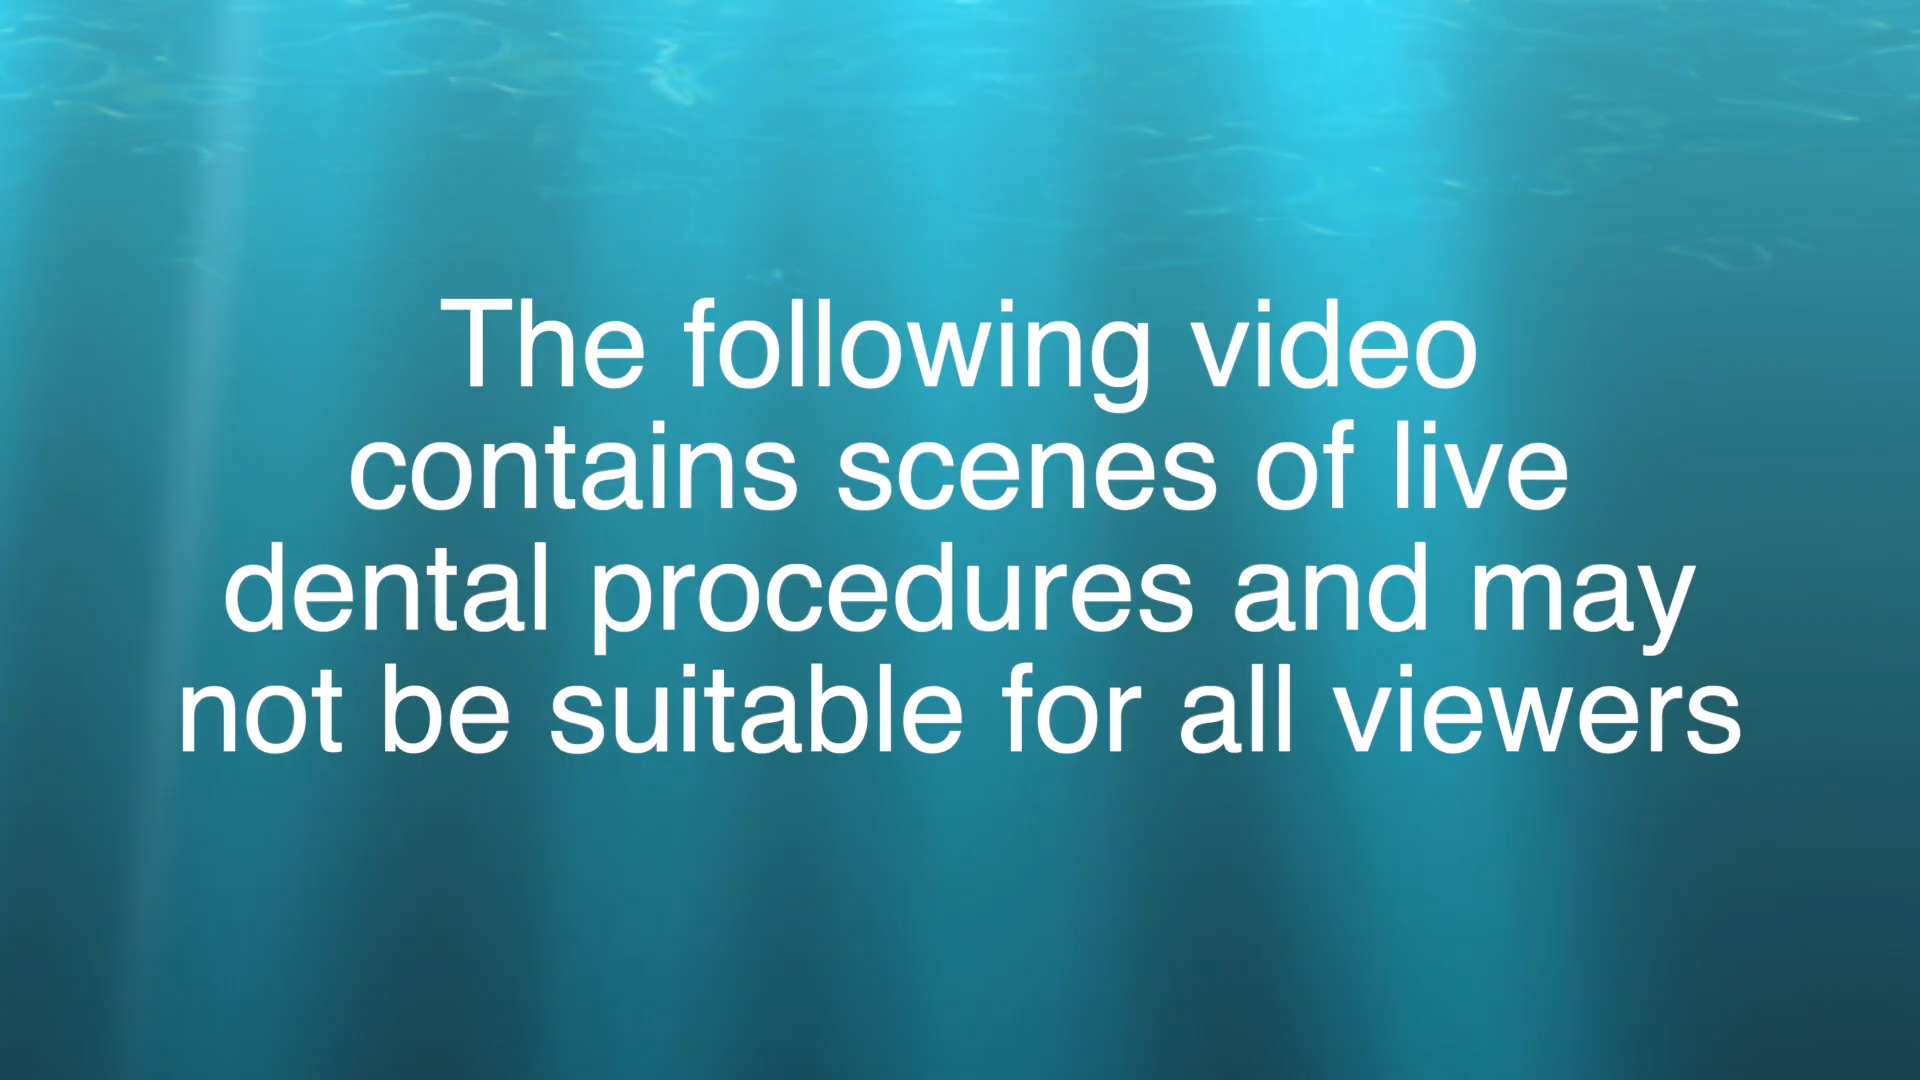 The following video
contains scenes of live
dental procedures and may
not be suitable for all viewers